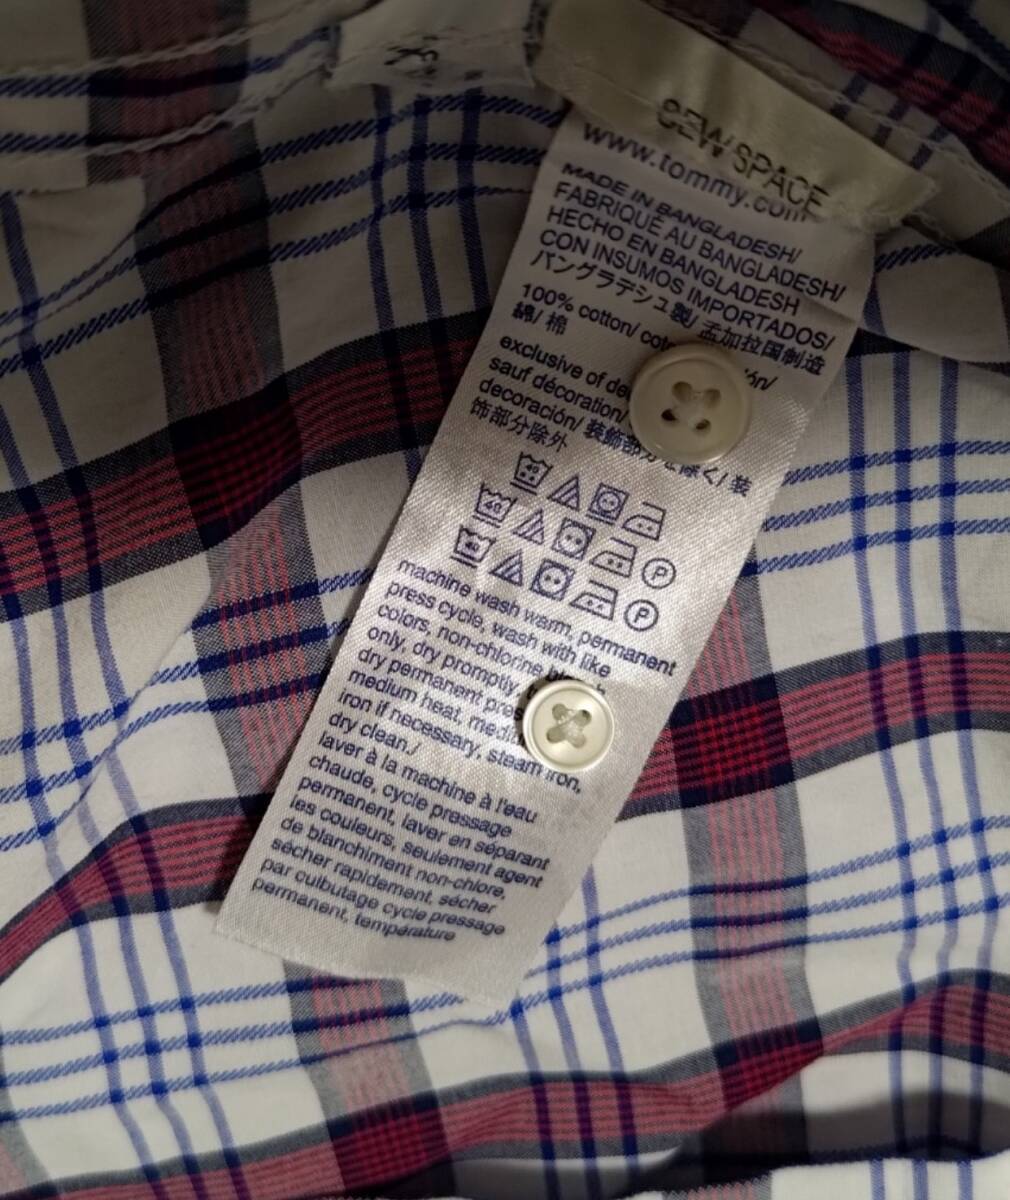 SEW SPACE
www.tommy.com
MADE IN BANGLADESH/
FABRIQUÉ AU BANGLADESH/
HECHO EN BANGLADESH
CON INSUMOS IMPORTADOS/
バングラデシュ製/ 孟加拉国制造
100% cotton/
綿/ 棉
exclusive of
sauf décoration/
decoración/ 装飾部分を除く/ 装
饰部分除外
40
40
P
P
machine wash warm, permanent
press cycle, wash with like
colors, non-chlorine
only, dry promptly,
dry permanent
medium heat,
iron if necessary, steam iron,
dry clean./
laver à la machine à l'eau
chaude, cycle pressage
permanent, laver en séparant
les couleurs, seulement agent
de blanchiment non-chlore,
sécher rapidement, sécher
par culbutage cycle pressage
permanent, température